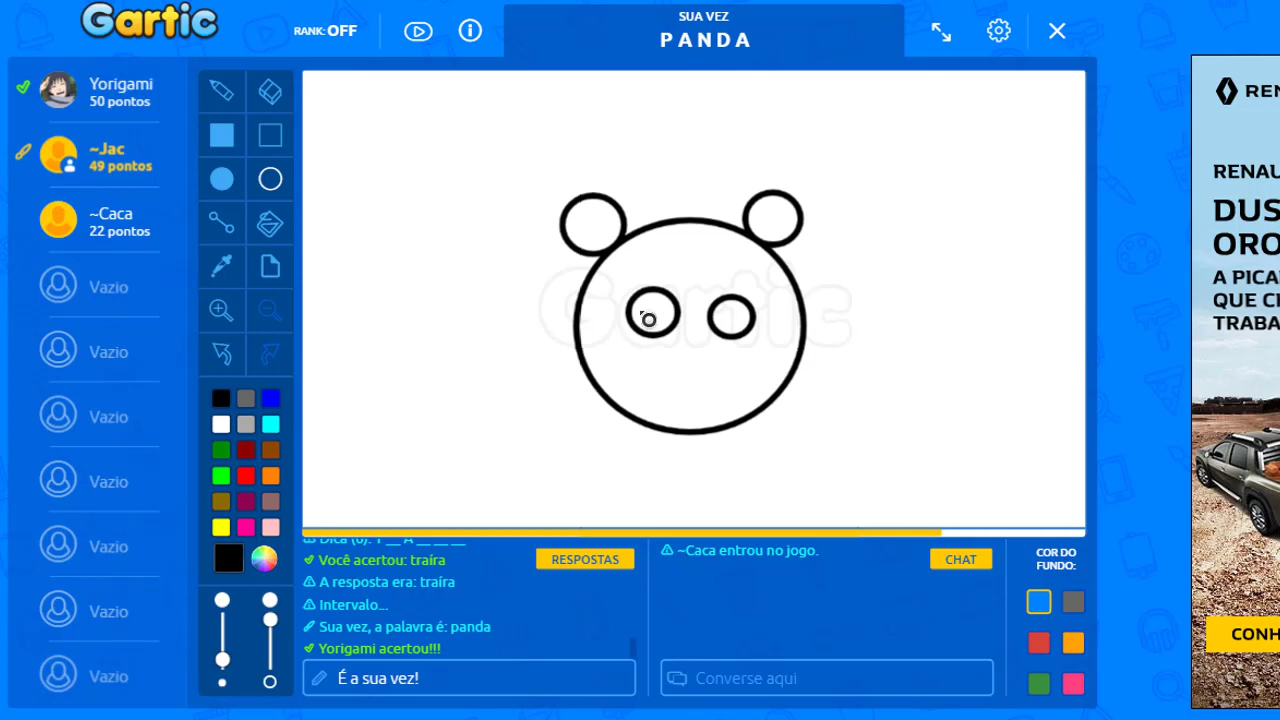 Gartic
RANK: OFF
SUA VEZ
PANDA
Yorigami
50 pontos
~Jac
49 pontos
~Caca
22 pontos
Vazio
Vazio
Vazio
Vazio
Vazio
Vazio
Vazio
Gartic
Você acertou: traíra
A resposta era: traíra
Intervalo...
Sua vez, a palavra é: panda
Yorigami acertou!!!
RESPOSTAS
É a sua vez!
~Caca entrou no jogo.
CHAT
Converse aqui
COR DO
FUNDO:
DUS
ORO
A PICA
QUE C
TRABA
CONH